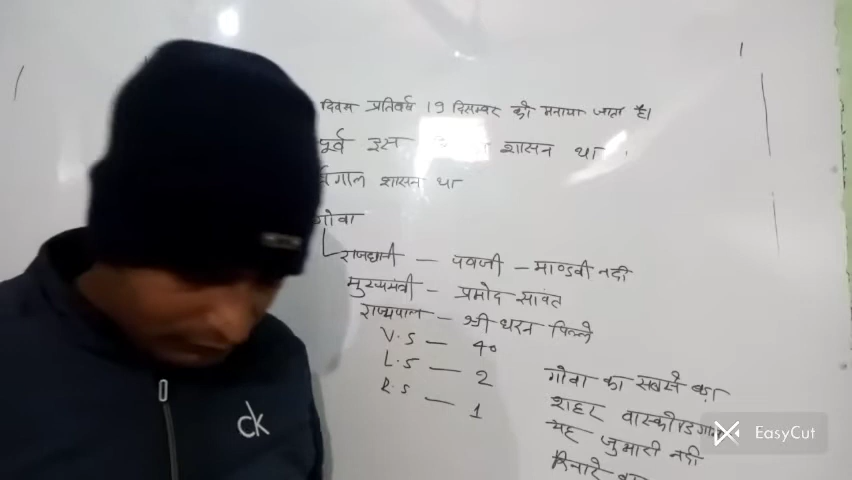 दिवस प्रतिवर्ष 19 दिसम्बर को मनाया जाता है।
पूर्व इस शासन था
शासन था
गोवा
राजधानी – पणजी – माण्डवी नदी
मुख्यमंत्री – प्रमोद सावंत
राज्यपाल – श्री धरन पिल्ले
V.S – 40
L.S – 2
R.S – 1
गोवा का सबसे बड़ा
शहर वास्कोडिगामा
यह जुमारी नदी
किनारे
ck
EasyCut